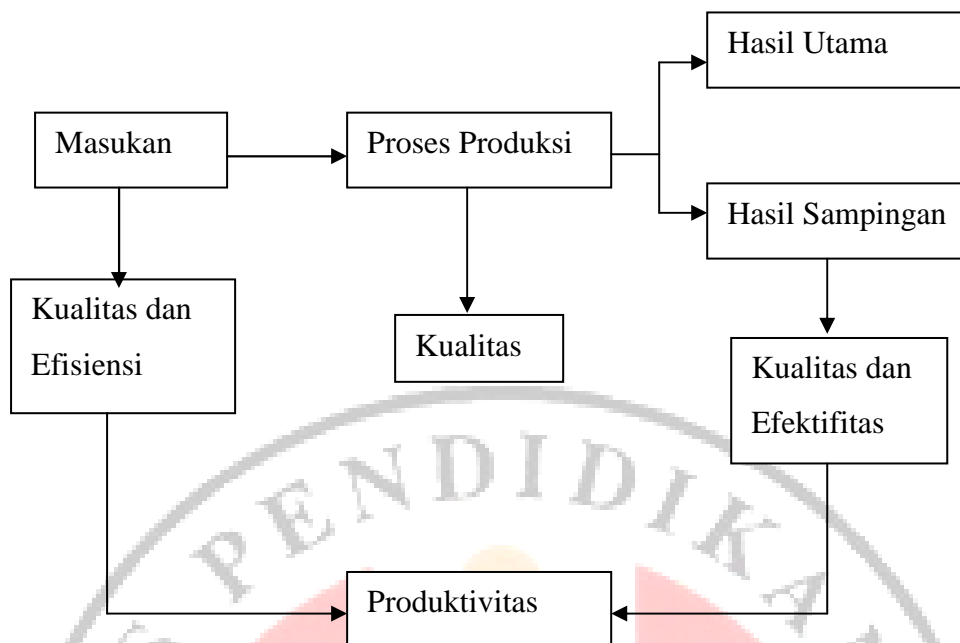 Hasil Utama
Masukan
Proses Produksi
Hasil Sampingan
Kualitas dan
Efisiensi
Kualitas
Kualitas dan
Efektifitas
PENDIDIKA
Produktivitas